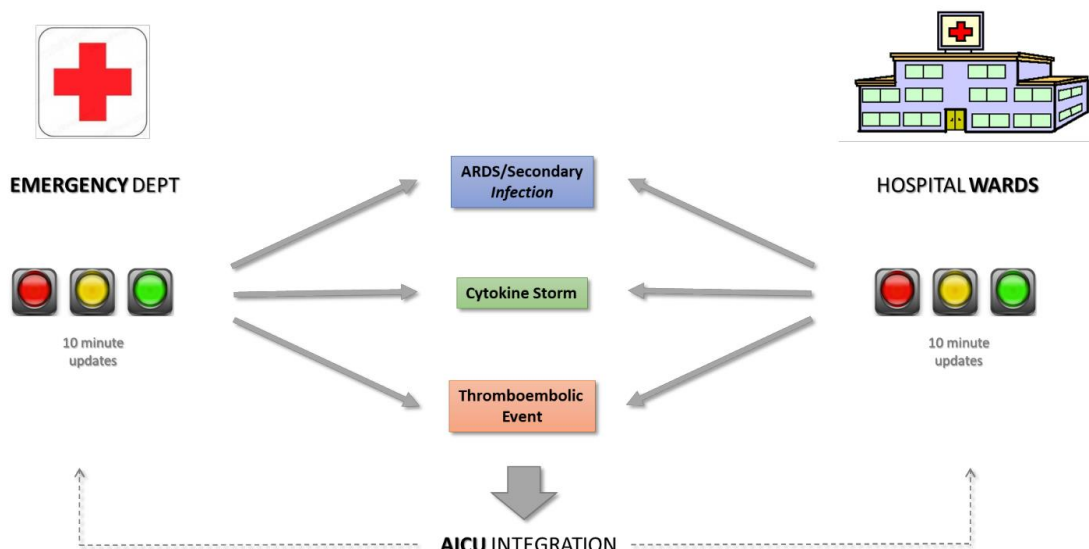 EMERGENCY DEPT
HOSPITAL WARDS
ARDS/Secondary
Infection
Cytokine Storm
Thromboembolic
Event
10 minute
updates
10 minute
updates
AICU INTEGRATION